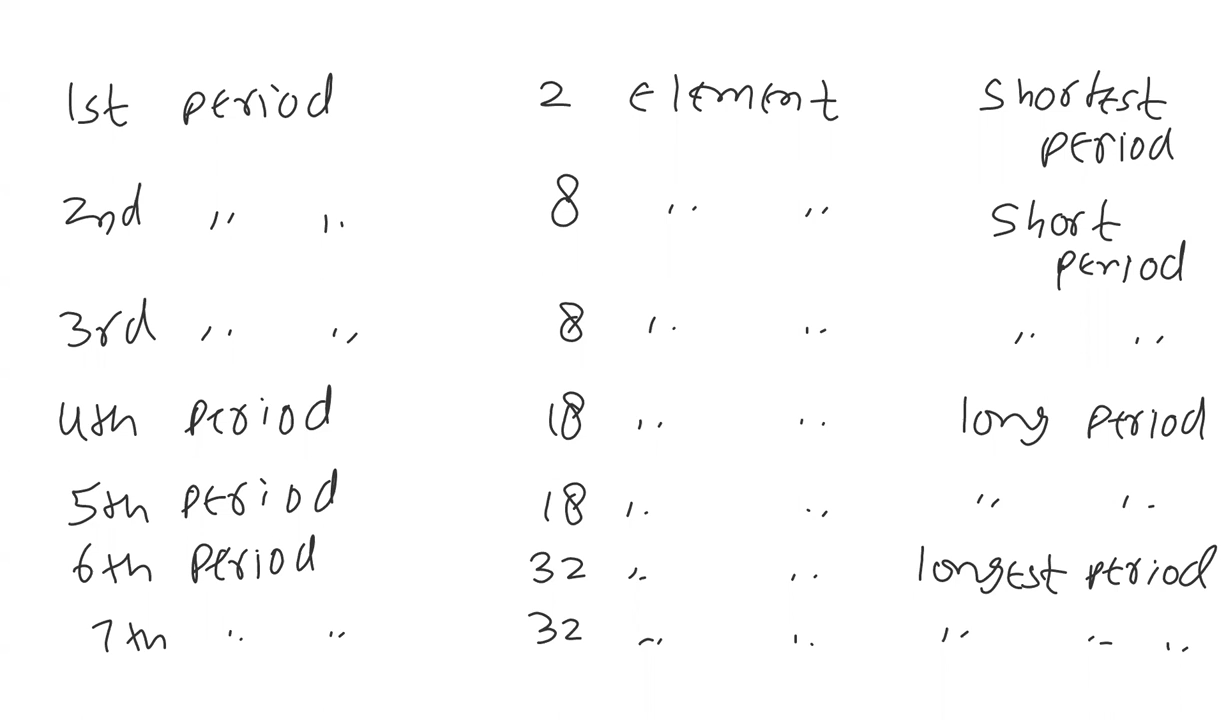 1st period 2 element shortest
period
2nd " " 8 " " short
period
3rd " " 8 " " " "
4th period 18 " " long period
5th period 18 " " " "
6th period 32 " " longest period
7th " " 32 " " " " "